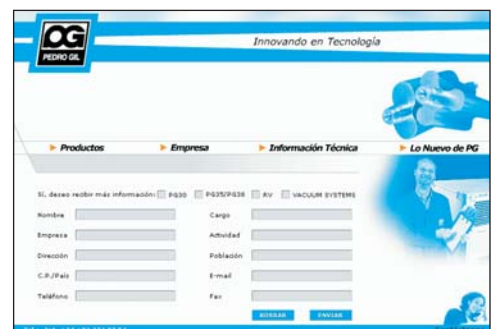 PG
PEDRO GIL
Innovando en Tecnología
Productos Empresa Información Técnica Lo Nuevo de PG
Sí, deseo recibir más información: PG30 PG35/PG36 RV VACUUM SYSTEMS
Nombre Cargo
Empresa Actividad
Dirección Población
C.P./País E-mail
Teléfono Fax
BORRAR ENVIAR